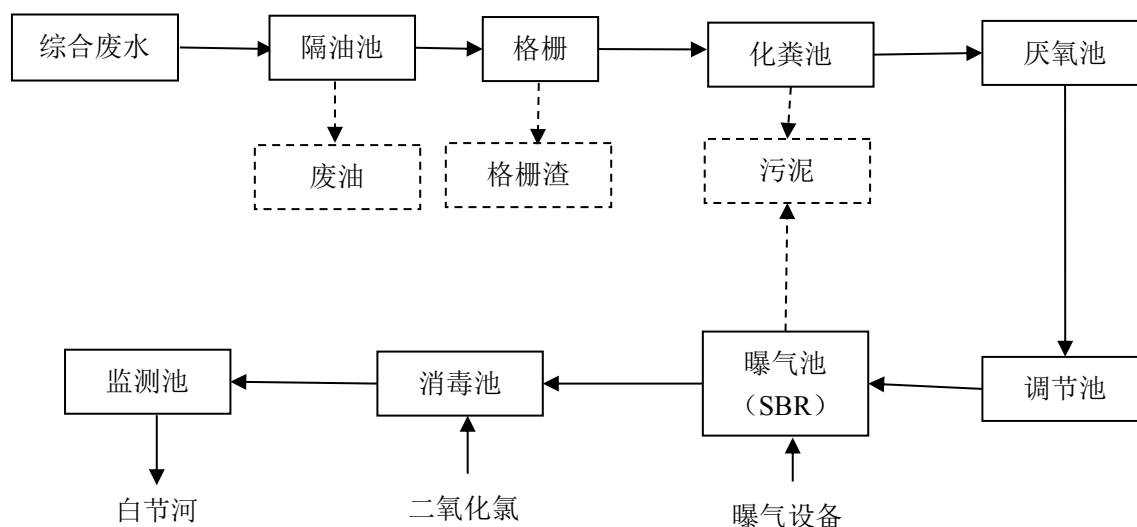 综合废水
隔油池
格栅
化粪池
厌氧池
废油
格栅渣
污泥
监测池
消毒池
曝气池
（SBR）
调节池
白节河
二氧化氯
曝气设备